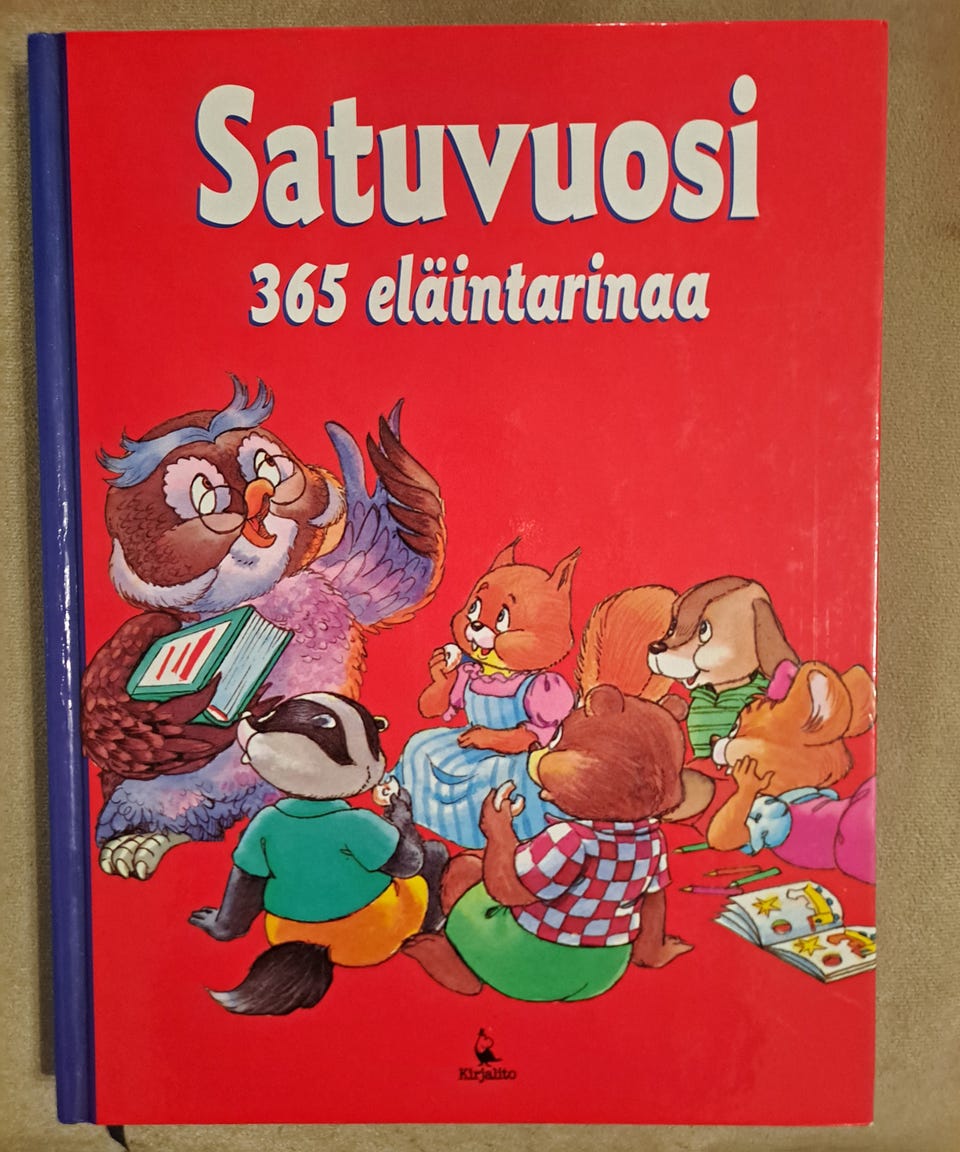 Satuvuosi
365 eläintarinaa
Kirjalito